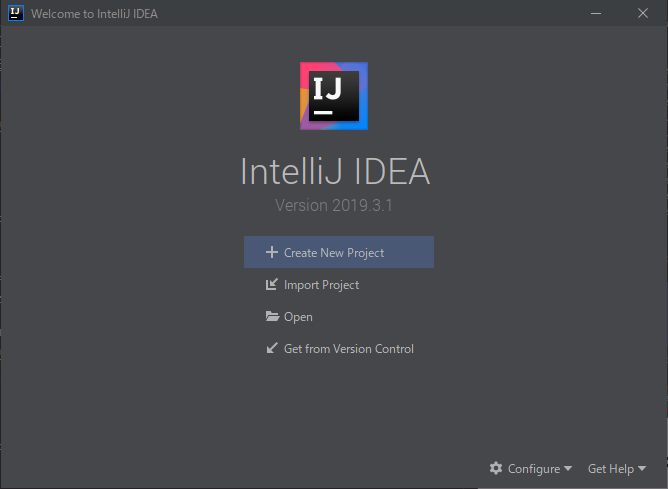 IJ Welcome to IntelliJ IDEA
IJ
IntelliJ IDEA
Version 2019.3.1
Create New Project
Import Project
Open
Get from Version Control
Configure Get Help